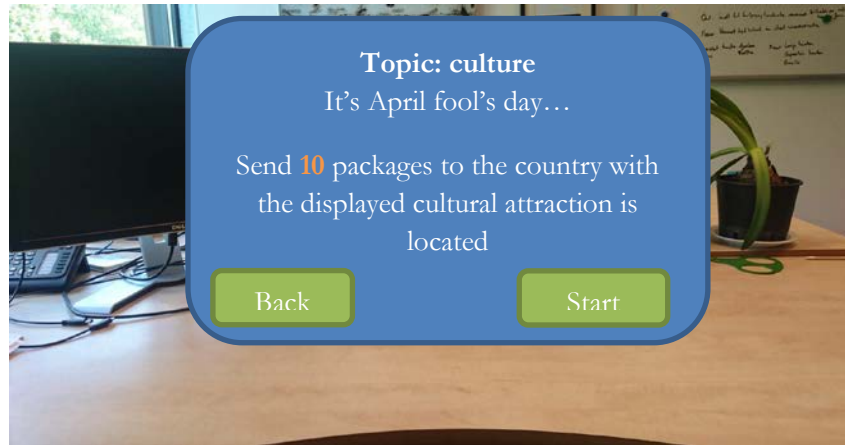 Topic: culture
It's April fool's day…
Send 10 packages to the country with
the displayed cultural attraction is
located
Back
Start